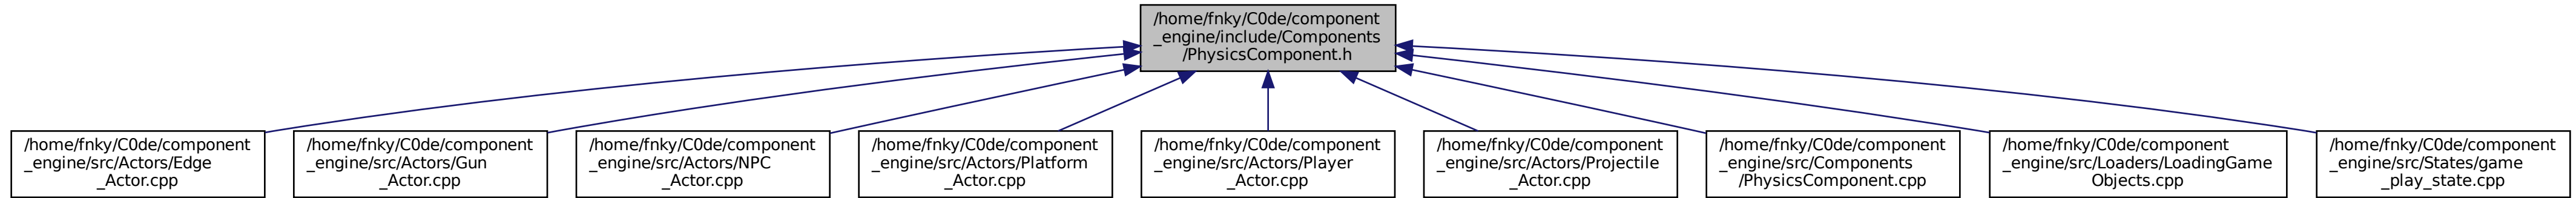 /home/fnky/C0de/component
_engine/include/Components
/PhysicsComponent.h
/home/fnky/C0de/component
_engine/src/Actors/Edge
_Actor.cpp
/home/fnky/C0de/component
_engine/src/Actors/Gun
_Actor.cpp
/home/fnky/C0de/component
_engine/src/Actors/NPC
_Actor.cpp
/home/fnky/C0de/component
_engine/src/Actors/Platform
_Actor.cpp
/home/fnky/C0de/component
_engine/src/Actors/Player
_Actor.cpp
/home/fnky/C0de/component
_engine/src/Actors/Projectile
_Actor.cpp
/home/fnky/C0de/component
_engine/src/Components
/PhysicsComponent.cpp
/home/fnky/C0de/component
_engine/src/Loaders/LoadingGame
Objects.cpp
/home/fnky/C0de/component
_engine/src/States/game
_play_state.cpp